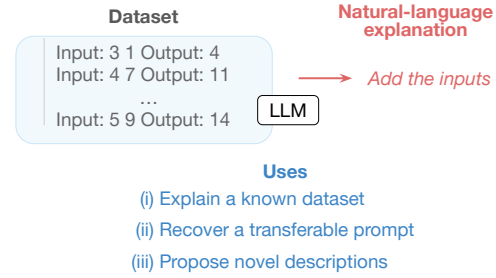 Dataset
Natural-language
explanation
Input: 3 1 Output: 4
Input: 4 7 Output: 11
...
Input: 5 9 Output: 14
LLM
Add the inputs
Uses
(i) Explain a known dataset
(ii) Recover a transferable prompt
(iii) Propose novel descriptions